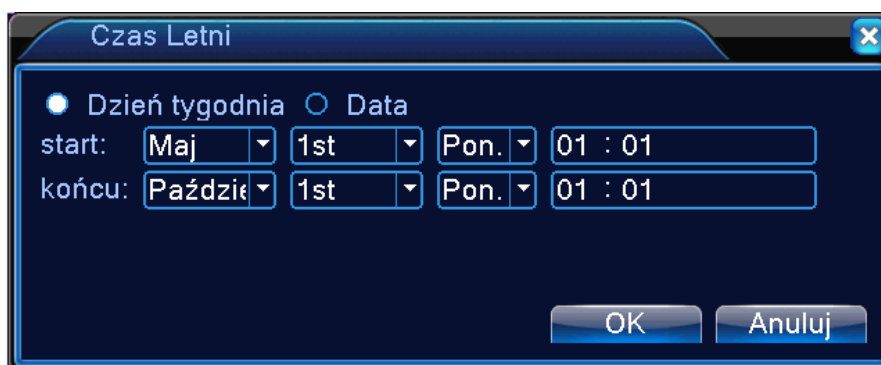 Czas Letni
Dzień tygodnia Data
start: Maj 1st Pon. 01 : 01
końcu: Paździe 1st Pon. 01 : 01
OK Anuluj